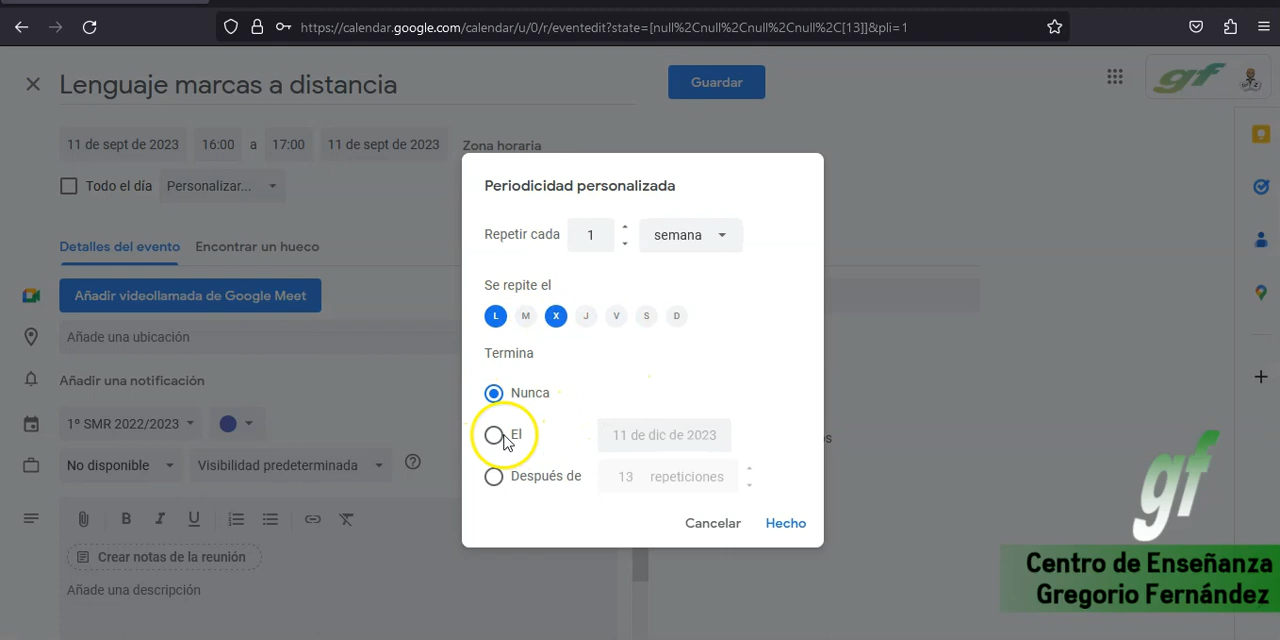 https://calendar.google.com/calendar/u/0/r/eventedit?state=[null%2Cnull%2Cnull%2Cnull%2C[13]]&pli=1
Lenguaje marcas a distancia
Guardar
gf
11 de sept de 2023 16:00 a 17:00 11 de sept de 2023 Zona horaria
Todo el día Personalizar...
Periodicidad personalizada
Repetir cada 1 semana
Detalles del evento Encontrar un hueco
Añadir videollamada de Google Meet
Se repite el
L M X J V S D
Añade una ubicación
Termina
Añadir una notificación
Nunca
1º SMR 2022/2023
El 11 de dic de 2023
No disponible Visibilidad predeterminada
Después de 13 repeticiones
B I U
Cancelar Hecho
Crear notas de la reunión
Añade una descripción
gf
Centro de Enseñanza
Gregorio Fernández